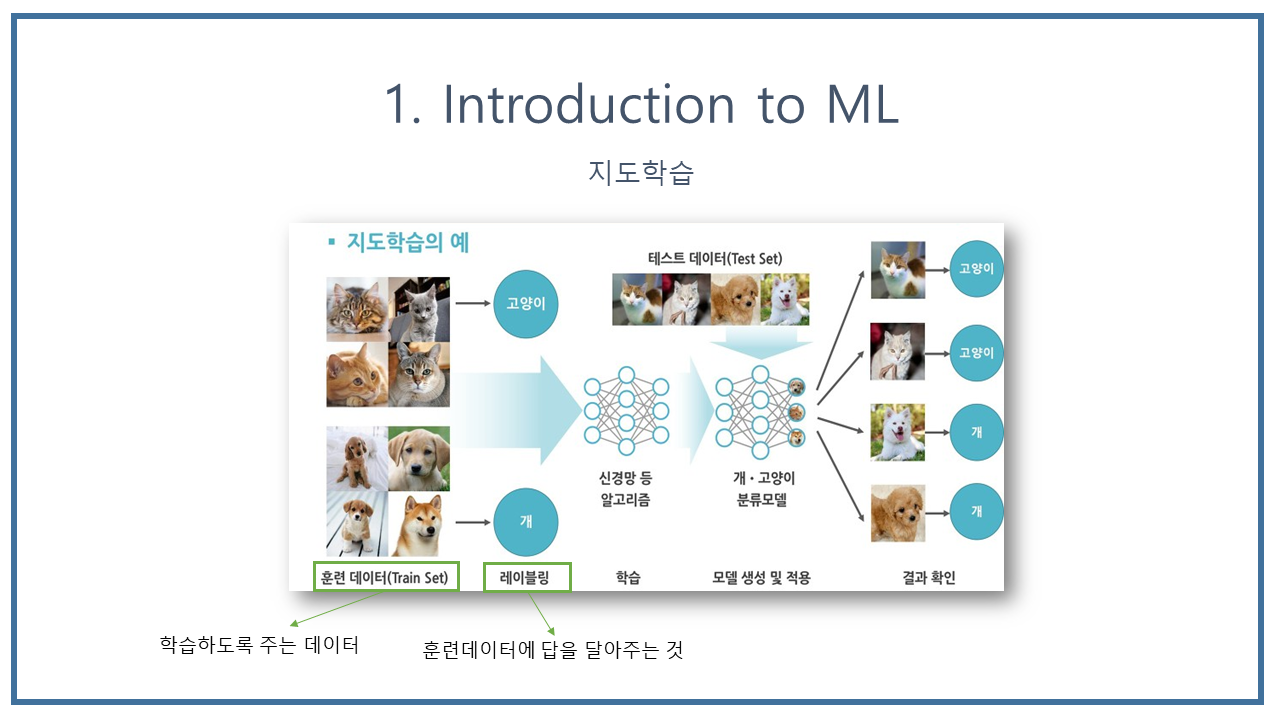 1. Introduction to ML
지도학습
▪ 지도학습의 예
고양이
개
테스트 데이터(Test Set)
신경망 등
알고리즘
개・고양이
분류모델
고양이
고양이
개
개
훈련 데이터(Train Set)
레이블링
학습
모델 생성 및 적용
결과 확인
학습하도록 주는 데이터
훈련데이터에 답을 달아주는 것